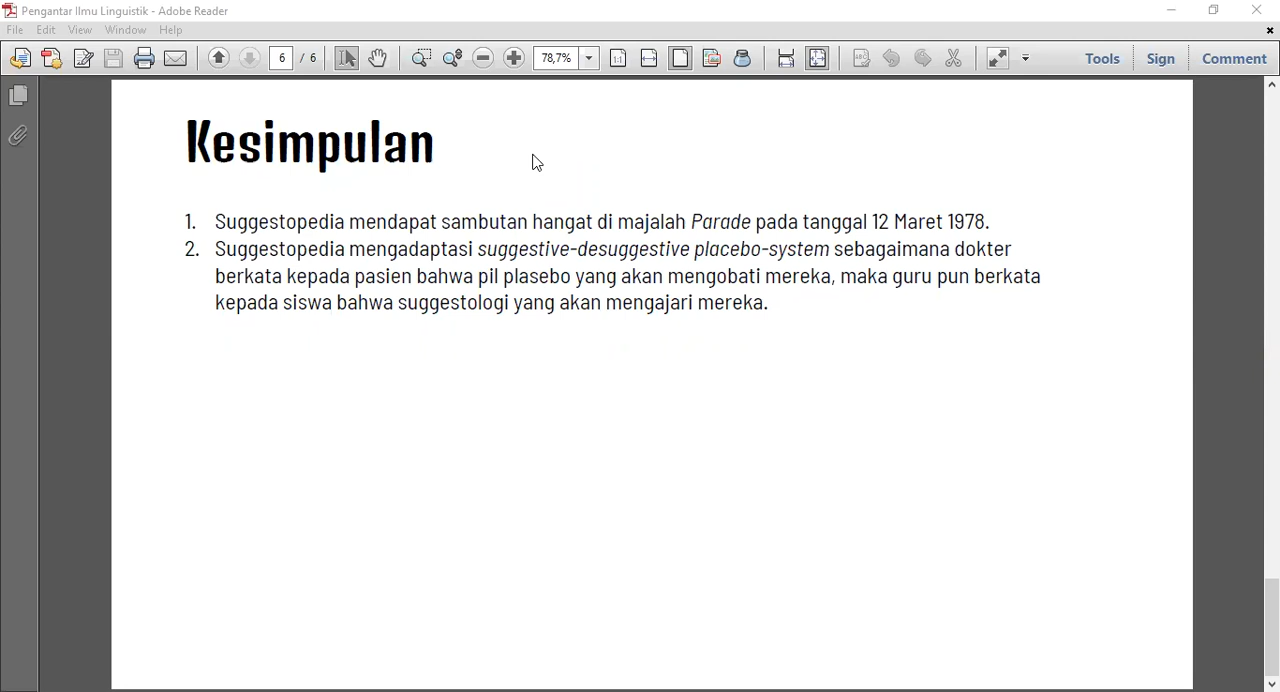 Pengantar Ilmu Linguistik - Adobe Reader
File Edit View Window Help
6 / 6 78,7% Tools Sign Comment
Kesimpulan
1. Suggestopedia mendapat sambutan hangat di majalah Parade pada tanggal 12 Maret 1978.
2. Suggestopedia mengadaptasi suggestive-desuggestive placebo-system sebagaimana dokter
berkata kepada pasien bahwa pil plasebo yang akan mengobati mereka, maka guru pun berkata
kepada siswa bahwa suggestologi yang akan mengajari mereka.